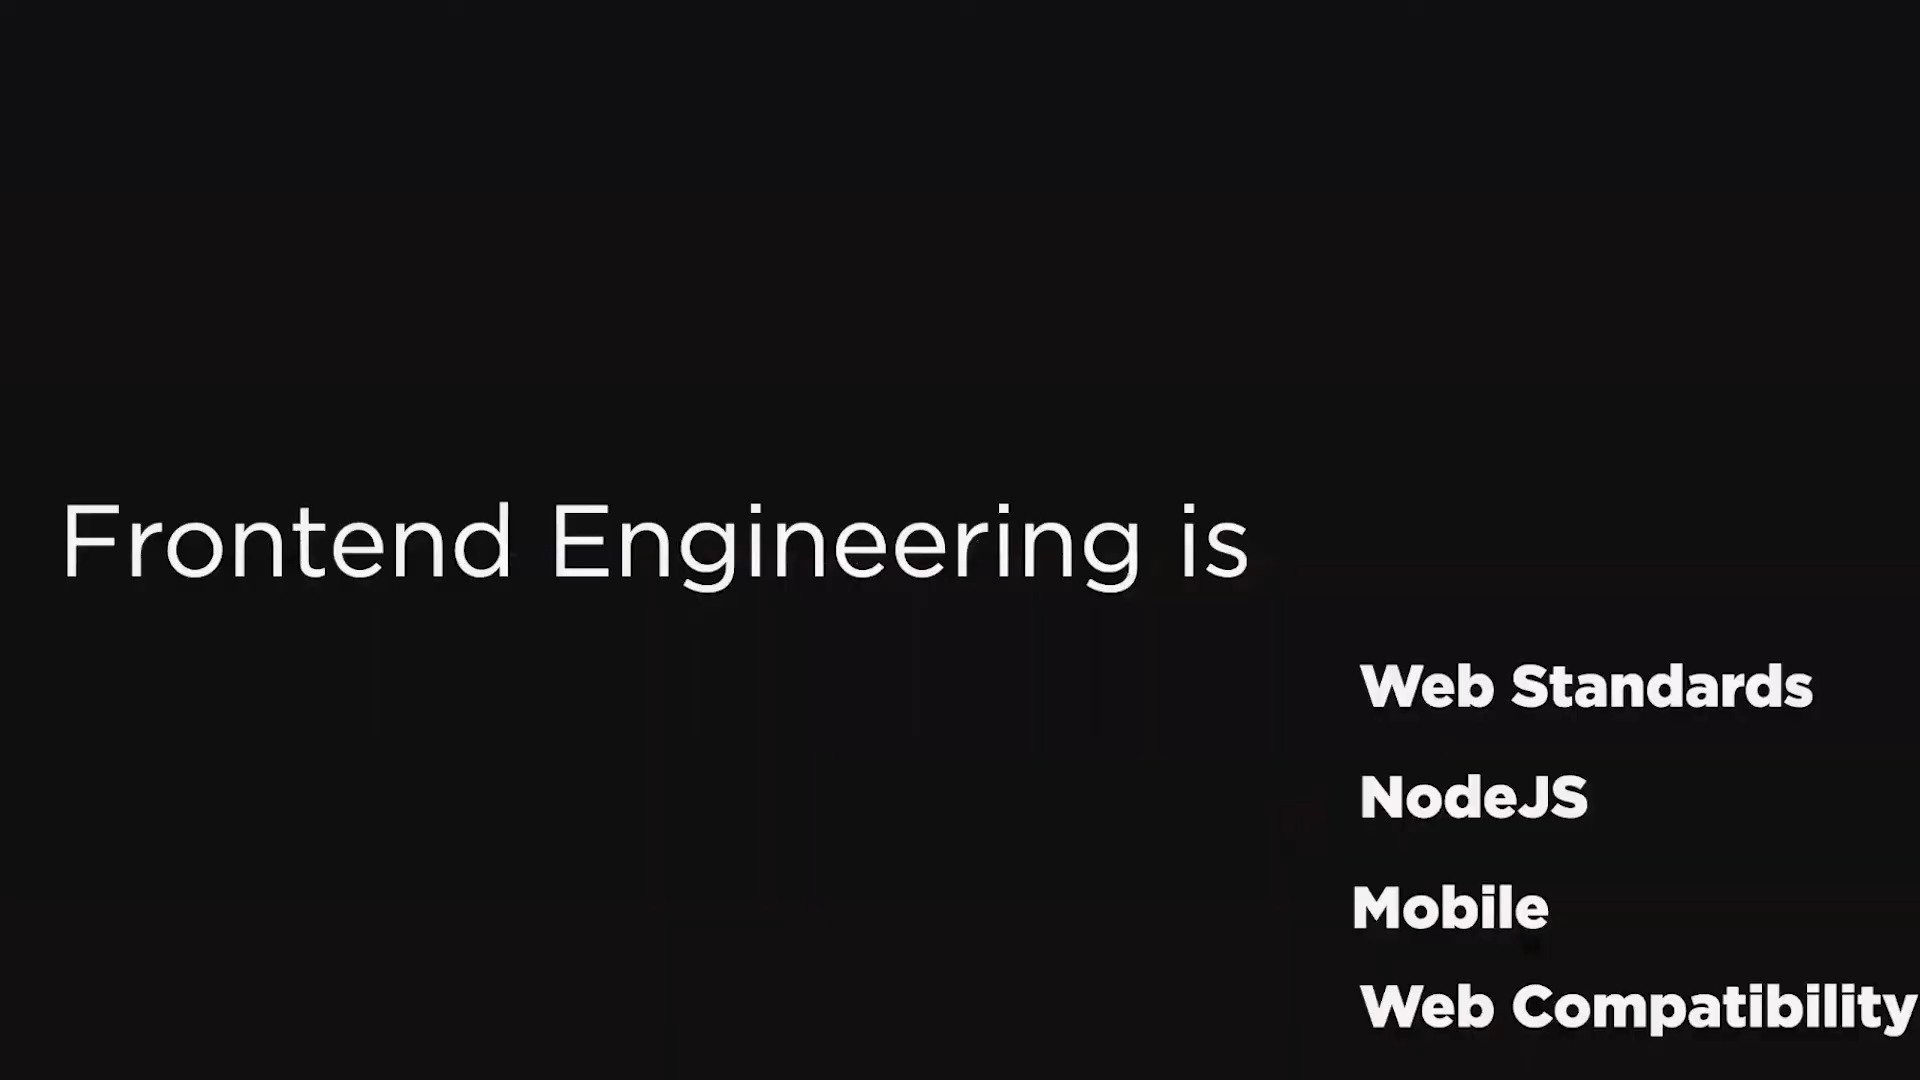 Frontend Engineering is
Web Standards
NodeJS
Mobile
Web Compatibility